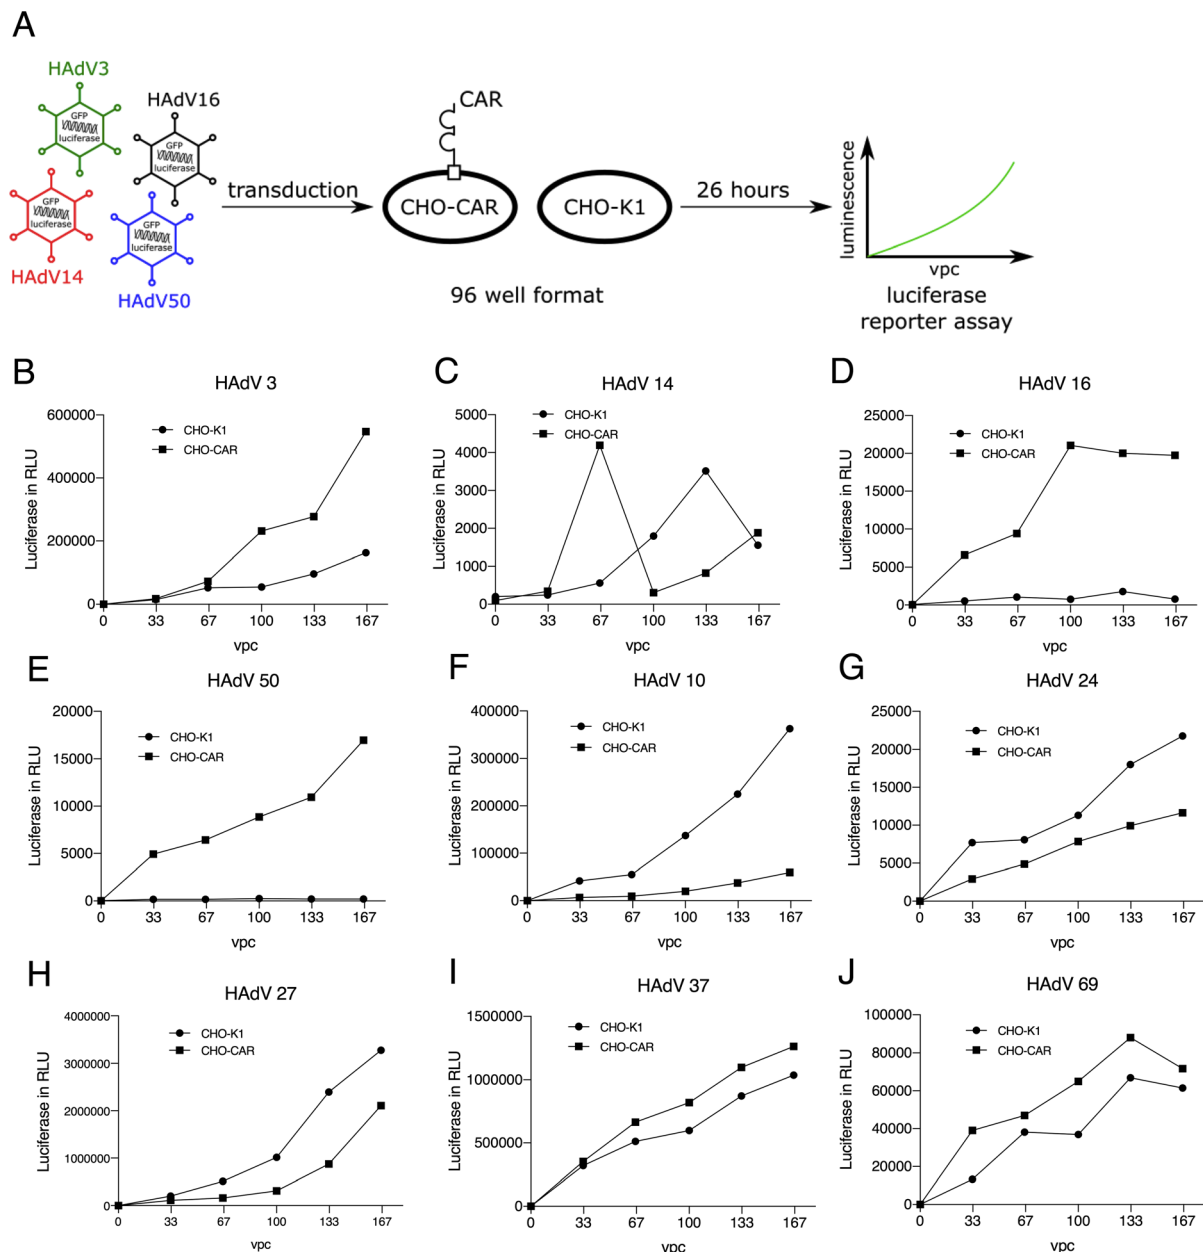 A
HAdV3
GFP
luciferase
HAdV16
GFP
luciferase
GFP
luciferase
HAdV14
GFP
luciferase
HAdV50
transduction
CAR
CHO-CAR
CHO-K1
96 well format
26 hours
luminescence
vpc
luciferase
reporter assay
B
HAdV 3
Luciferase in RLU
600000
400000
200000
0
CHO-K1
CHO-CAR
0 33 67 100 133 167
vpc
C
HAdV 14
Luciferase in RLU
5000
4000
3000
2000
1000
0
CHO-K1
CHO-CAR
0 33 67 100 133 167
vpc
D
HAdV 16
Luciferase in RLU
25000
20000
15000
10000
5000
0
CHO-K1
CHO-CAR
0 33 67 100 133 167
vpc
E
HAdV 50
Luciferase in RLU
20000
15000
10000
5000
0
CHO-K1
CHO-CAR
0 33 67 100 133 167
vpc
F
HAdV 10
Luciferase in RLU
400000
300000
200000
100000
0
CHO-K1
CHO-CAR
0 33 67 100 133 167
vpc
G
HAdV 24
Luciferase in RLU
25000
20000
15000
10000
5000
0
CHO-K1
CHO-CAR
0 33 67 100 133 167
vpc
H
HAdV 27
Luciferase in RLU
4000000
3000000
2000000
1000000
0
CHO-K1
CHO-CAR
0 33 67 100 133 167
vpc
I
HAdV 37
Luciferase in RLU
1500000
1000000
500000
0
CHO-K1
CHO-CAR
0 33 67 100 133 167
vpc
J
HAdV 69
Luciferase in RLU
100000
80000
60000
40000
20000
0
CHO-K1
CHO-CAR
0 33 67 100 133 167
vpc